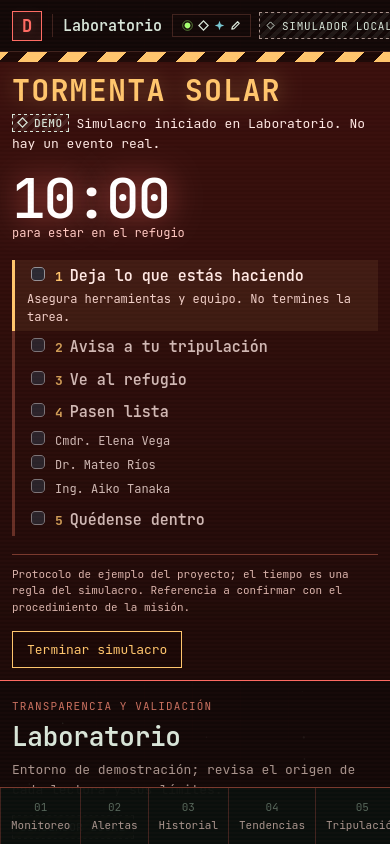 D Laboratorio SIMULADOR LOCAL
TORMENTA SOLAR
DEMO Simulacro iniciado en Laboratorio. No
hay un evento real.
10:00
para estar en el refugio
1 Deja lo que estás haciendo
Asegura herramientas y equipo. No termines la
tarea.
2 Avisa a tu tripulación
3 Ve al refugio
4 Pasen lista
Cmdr. Elena Vega
Dr. Mateo Ríos
Ing. Aiko Tanaka
5 Quédense dentro
Protocolo de ejemplo del proyecto; el tiempo es una
regla del simulacro. Referencia a confirmar con el
procedimiento de la misión.
Terminar simulacro
TRANSPARENCIA Y VALIDACIÓN
Laboratorio
Entorno de demostración; revisa el origen de
01 02 03 04 05
Monitoreo Alertas Historial Tendencias Tripulació